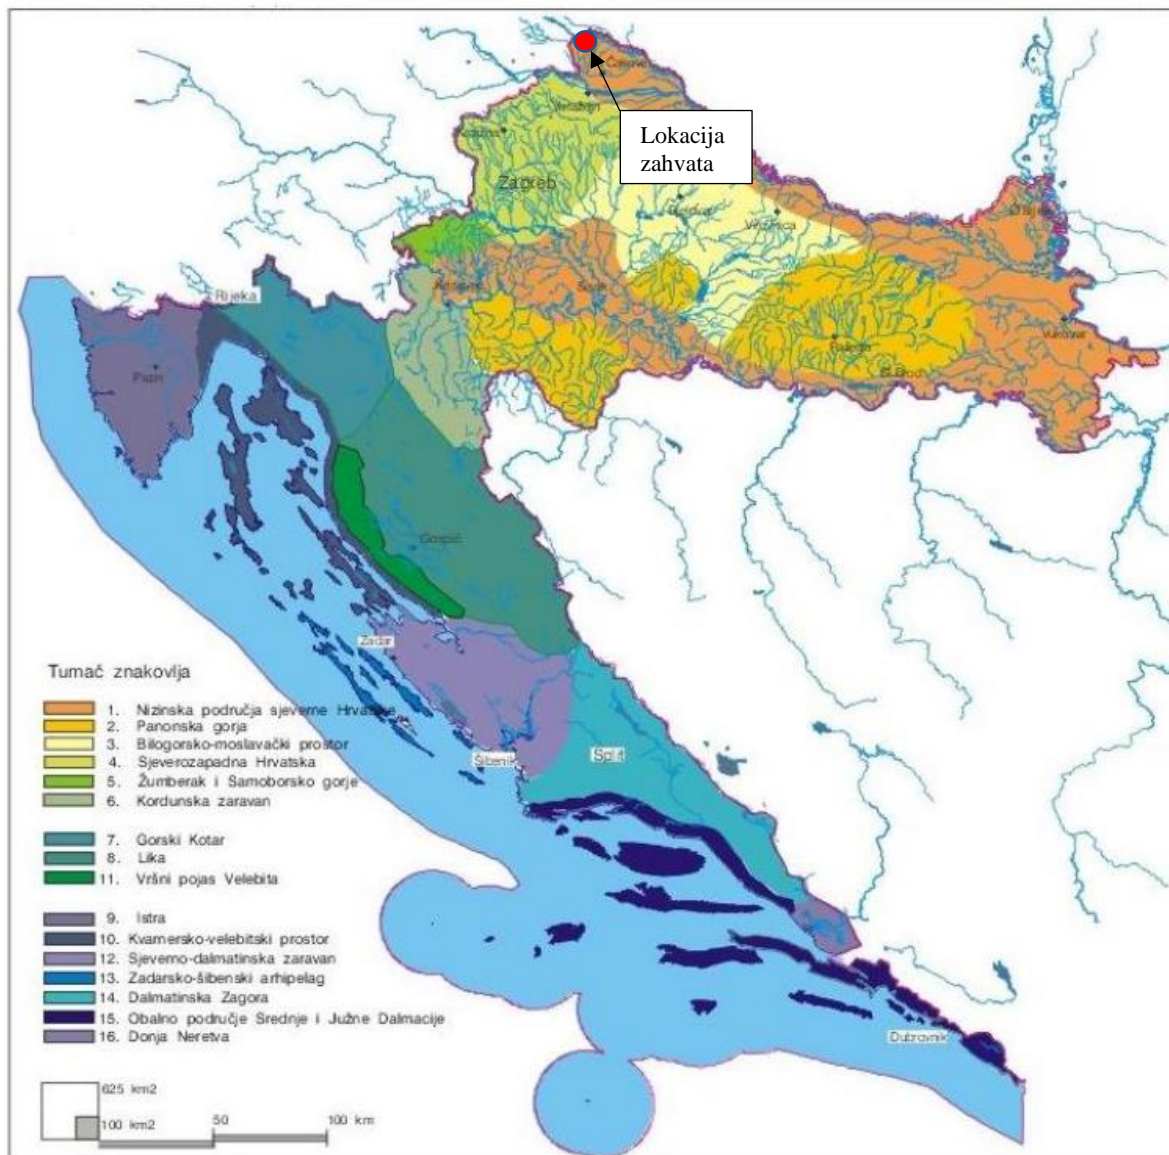 Lokacija
zahvata
Zagreb
Rijeka
Pazin
Gospić
Zadar
Šibenik
Split
Dubrovnik
Tumač znakovlja
1. Nizinska područja sjeverne Hrvatske
2. Panonska gorja
3. Bilogorsko-moslavački prostor
4. Sjeverozapadna Hrvatska
5. Žumberak i Samoborsko gorje
6. Kordunska zaravan
7. Gorski Kotar
8. Lika
11. Vršni pojas Velebita
9. Istra
10. Kvarnersko-velebitski prostor
12. Sjeverno-dalmatinska zaravan
13. Zadarsko-šibenski arhipelag
14. Dalmatinska Zagora
15. Obalno područje Srednje i Južne Dalmacije
16. Donja Neretva
625 km2
100 km2
50
100 km